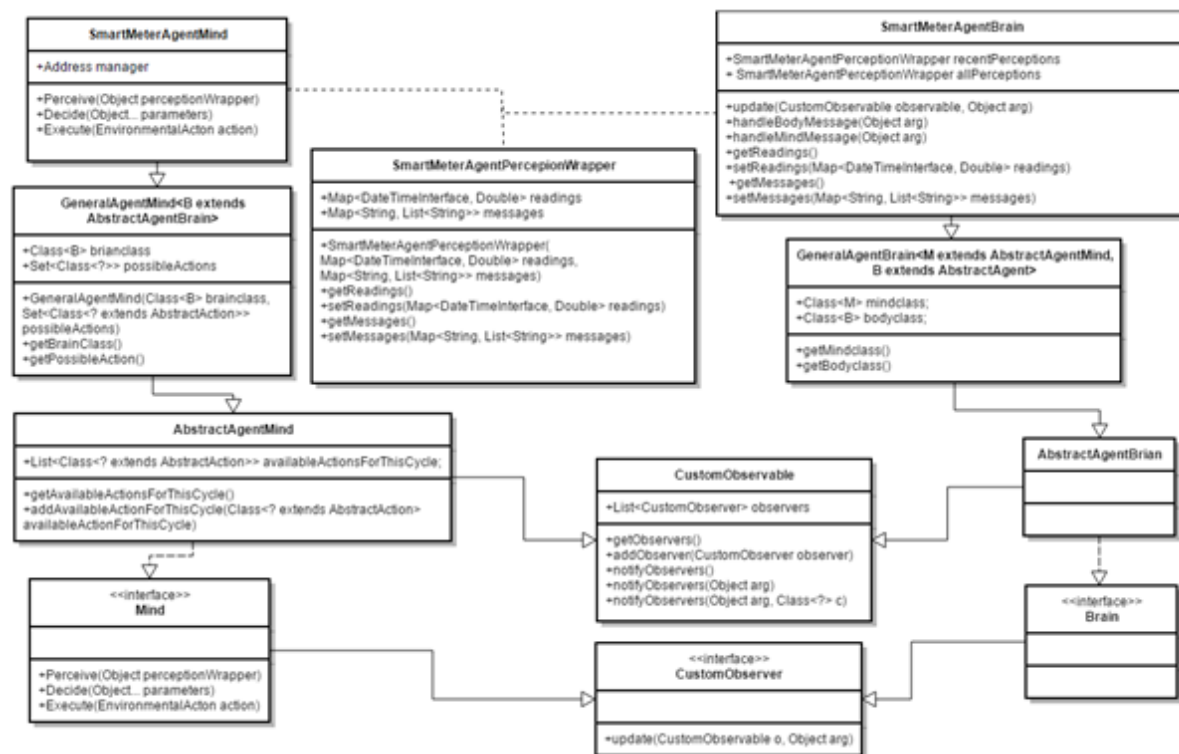 SmartMeterAgentMind
+Address manager
+Perceive(Object perceptionWrapper)
+Decide(Object... parameters)
+Execute(EnvironmentalActon action)
SmartMeterAgentBrain
+SmartMeterAgentPerceptionWrapper recentPerceptions
+ SmartMeterAgentPerceptionWrapper allPerceptions
+update(CustomObservable observable, Object arg)
+handleBodyMessage(Object arg)
+handleMindMessage(Object arg)
+getReadings()
+setReadings(Map<DateTimeInterface, Double> readings)
+getMessages()
+setMessages(Map<String, List<String>> messages)
SmartMeterAgentPercepionWrapper
+Map<DateTimeInterface, Double> readings
+Map<String, List<String>> messages
+SmartMeterAgentPerceptionWrapper(
Map<DateTimeInterface, Double> readings,
Map<String, List<String>> messages)
+getReadings()
+setReadings(Map<DateTimeInterface, Double> readings)
+getMessages()
+setMessages(Map<String, List<String>> messages)
GeneralAgentMind<B extends
AbstractAgentBrain>
+Class<B> brianclass
+Set<Class<?>> possibleActions
+GeneralAgentMind(Class<B> brainclass,
Set<Class<? extends AbstractAction>>
possibleActions)
+getBrainClass()
+getPossibleAction()
GeneralAgentBrain<M extends AbstractAgentMind,
B extends AbstractAgent>
+Class<M> mindclass;
+Class<B> bodyclass;
+getMindclass()
+getBodyclass()
AbstractAgentMind
+List<Class<? extends AbstractAction>> availableActionsForThisCycle;
+getAvailableActionsForThisCycle()
+addAvailableActionForThisCycle(Class<? extends AbstractAction>
availableActionForThisCycle)
CustomObservable
+List<CustomObserver> observers
+getObservers()
+addObserver(CustomObserver observer)
+notifyObservers()
+notifyObservers(Object arg)
+notifyObservers(Object arg, Class<?> c)
AbstractAgentBrian
<<interface>>
Mind
+Perceive(Object perceptionWrapper)
+Decide(Object... parameters)
+Execute(EnvironmentalActon action)
<<interface>>
CustomObserver
+update(CustomObservable o, Object arg)
<<interface>>
Brain